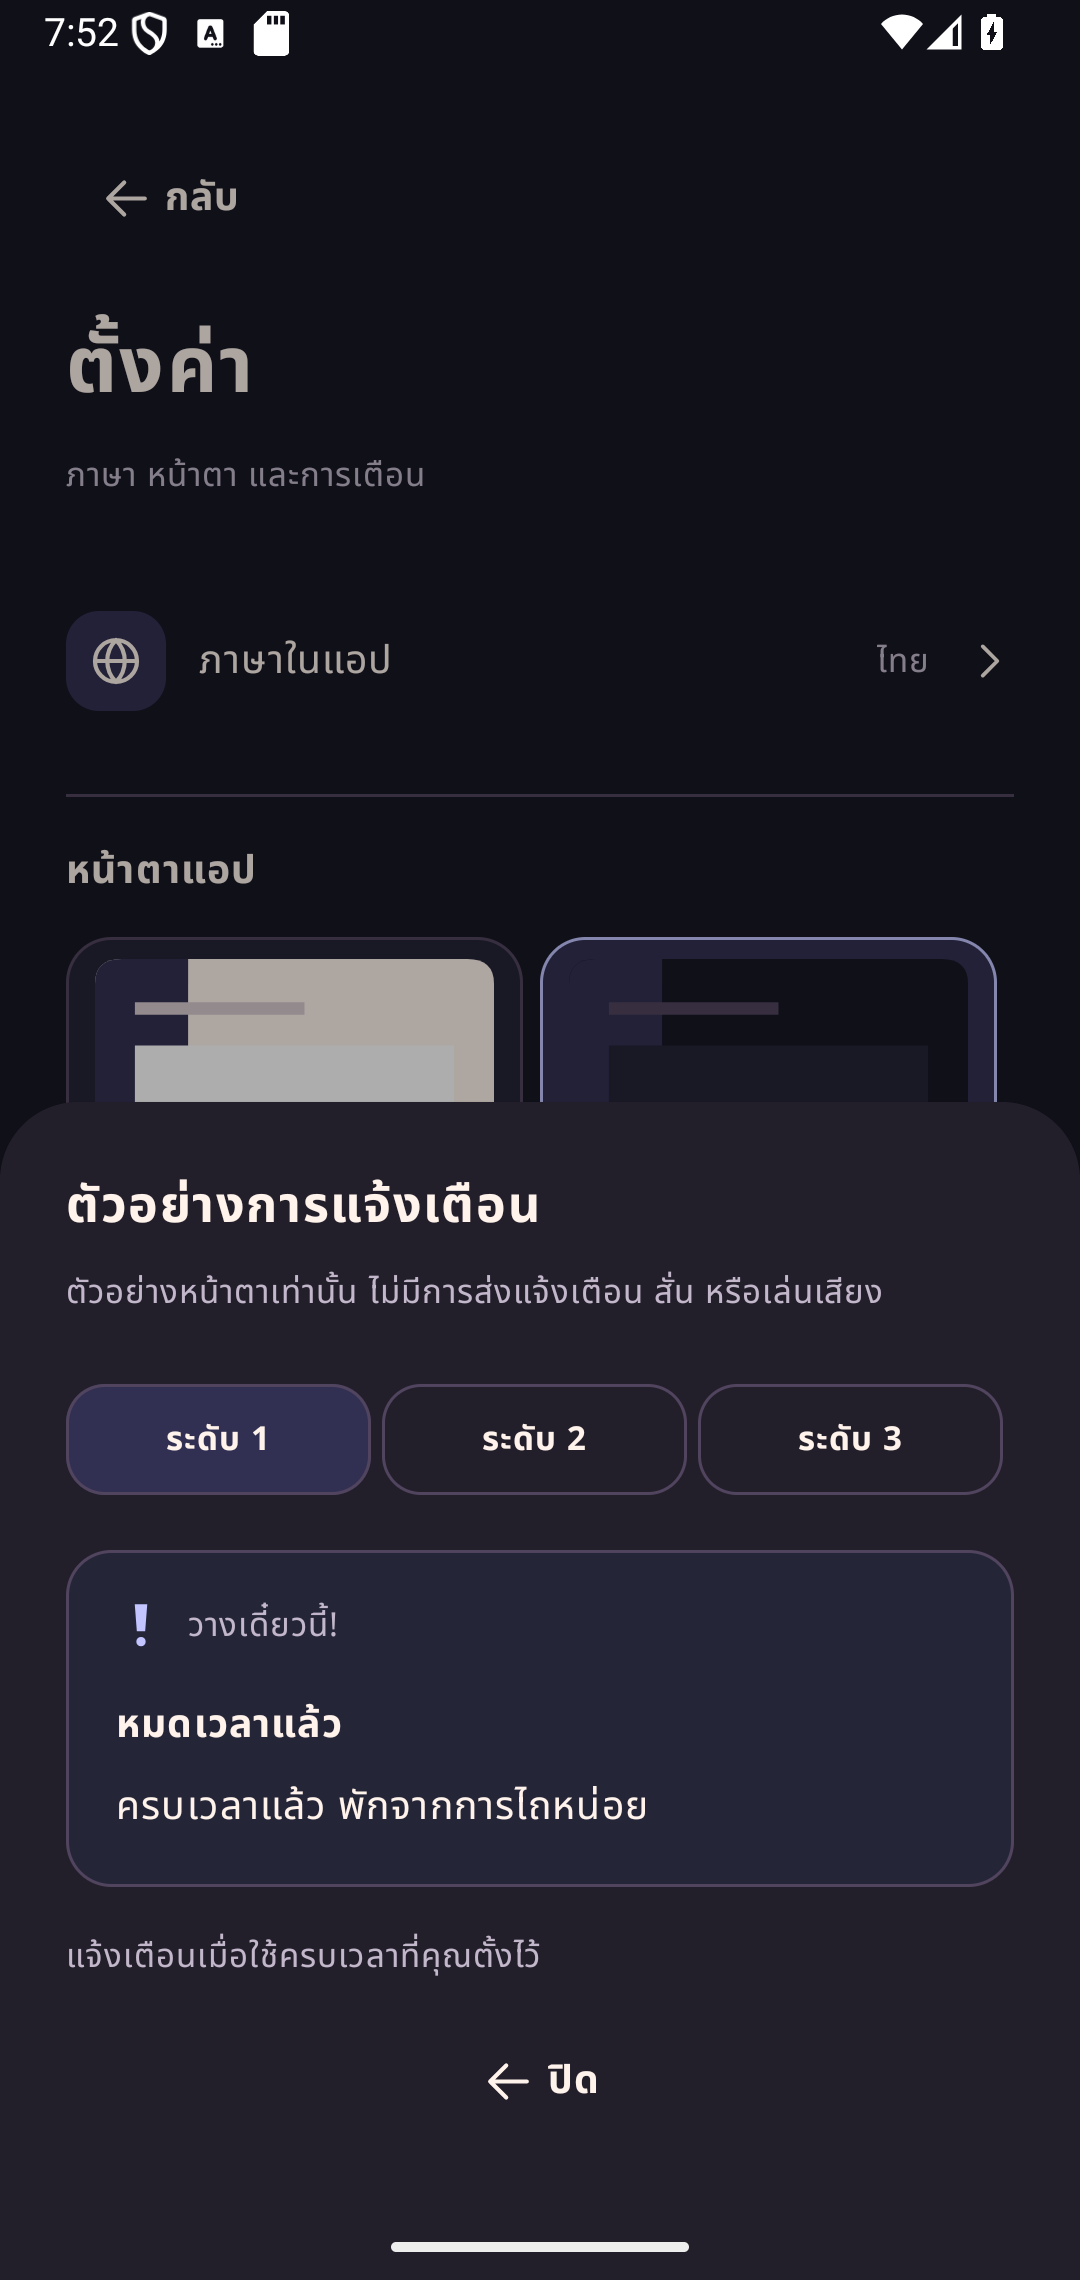 7:52
กลับ
ตั้งค่า
ภาษา หน้าตา และการเตือน
ภาษาในแอป
ไทย
หน้าตาแอป
ตัวอย่างการแจ้งเตือน
ตัวอย่างหน้าตาเท่านั้น ไม่มีการส่งแจ้งเตือน สั่น หรือเล่นเสียง
ระดับ 1
ระดับ 2
ระดับ 3
! วางเดี๋ยวนี้!
หมดเวลาแล้ว
ครบเวลาแล้ว พักจากการไถหน่อย
แจ้งเตือนเมื่อใช้ครบเวลาที่คุณตั้งไว้
ปิด